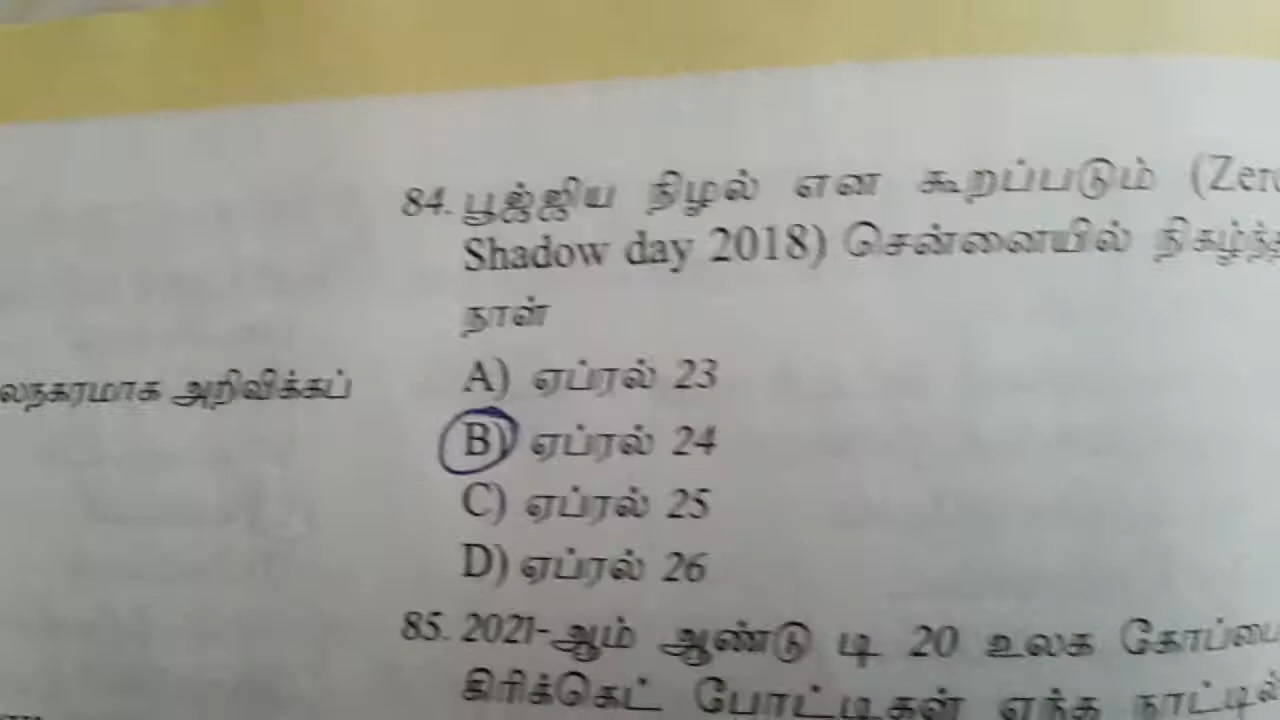 லநகரமாக அறிவிக்கப்
84. பூஜ்ஜிய நிழல் என கூறப்படும் (Zero
Shadow day 2018) சென்னையில் நிகழ்ந்த
நாள்
A) ஏப்ரல் 23
B) ஏப்ரல் 24
C) ஏப்ரல் 25
D) ஏப்ரல் 26
85. 2021-ஆம் ஆண்டு டி 20 உலக கோப்பை
கிரிக்கெட் போட்டிகள் எந்த நாட்டில்